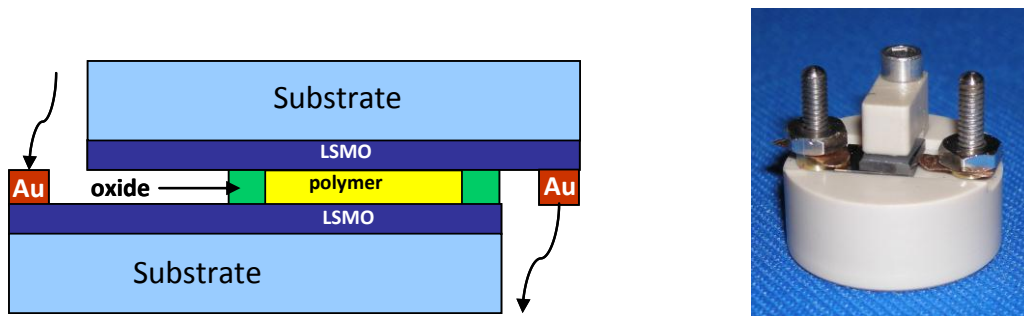 Substrate
LSMO
Au
oxide
polymer
Au
LSMO
Substrate